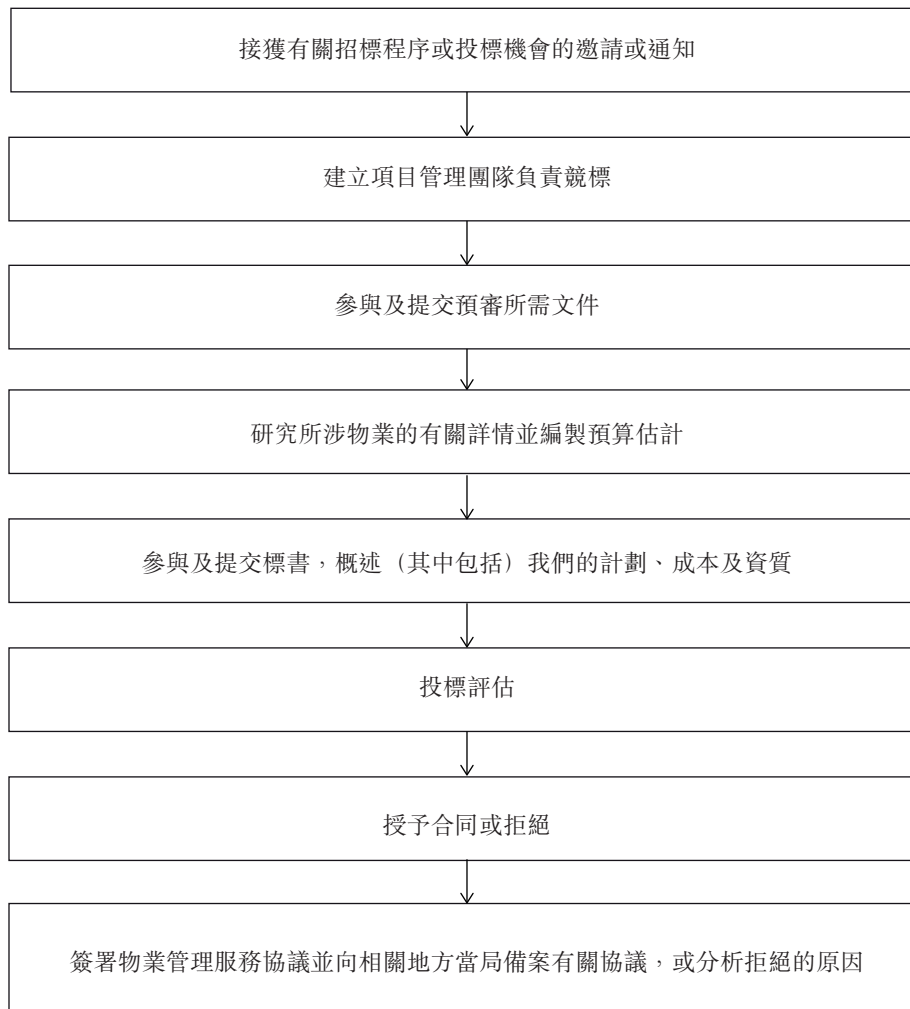 接獲有關招標程序或投標機會的邀請或通知
建立項目管理團隊負責競標
參與及提交預審所需文件
研究所涉物業的有關詳情並編製預算估計
參與及提交標書，概述（其中包括）我們的計劃、成本及資質
投標評估
授予合同或拒絕
簽署物業管理服務協議並向相關地方當局備案有關協議，或分析拒絕的原因